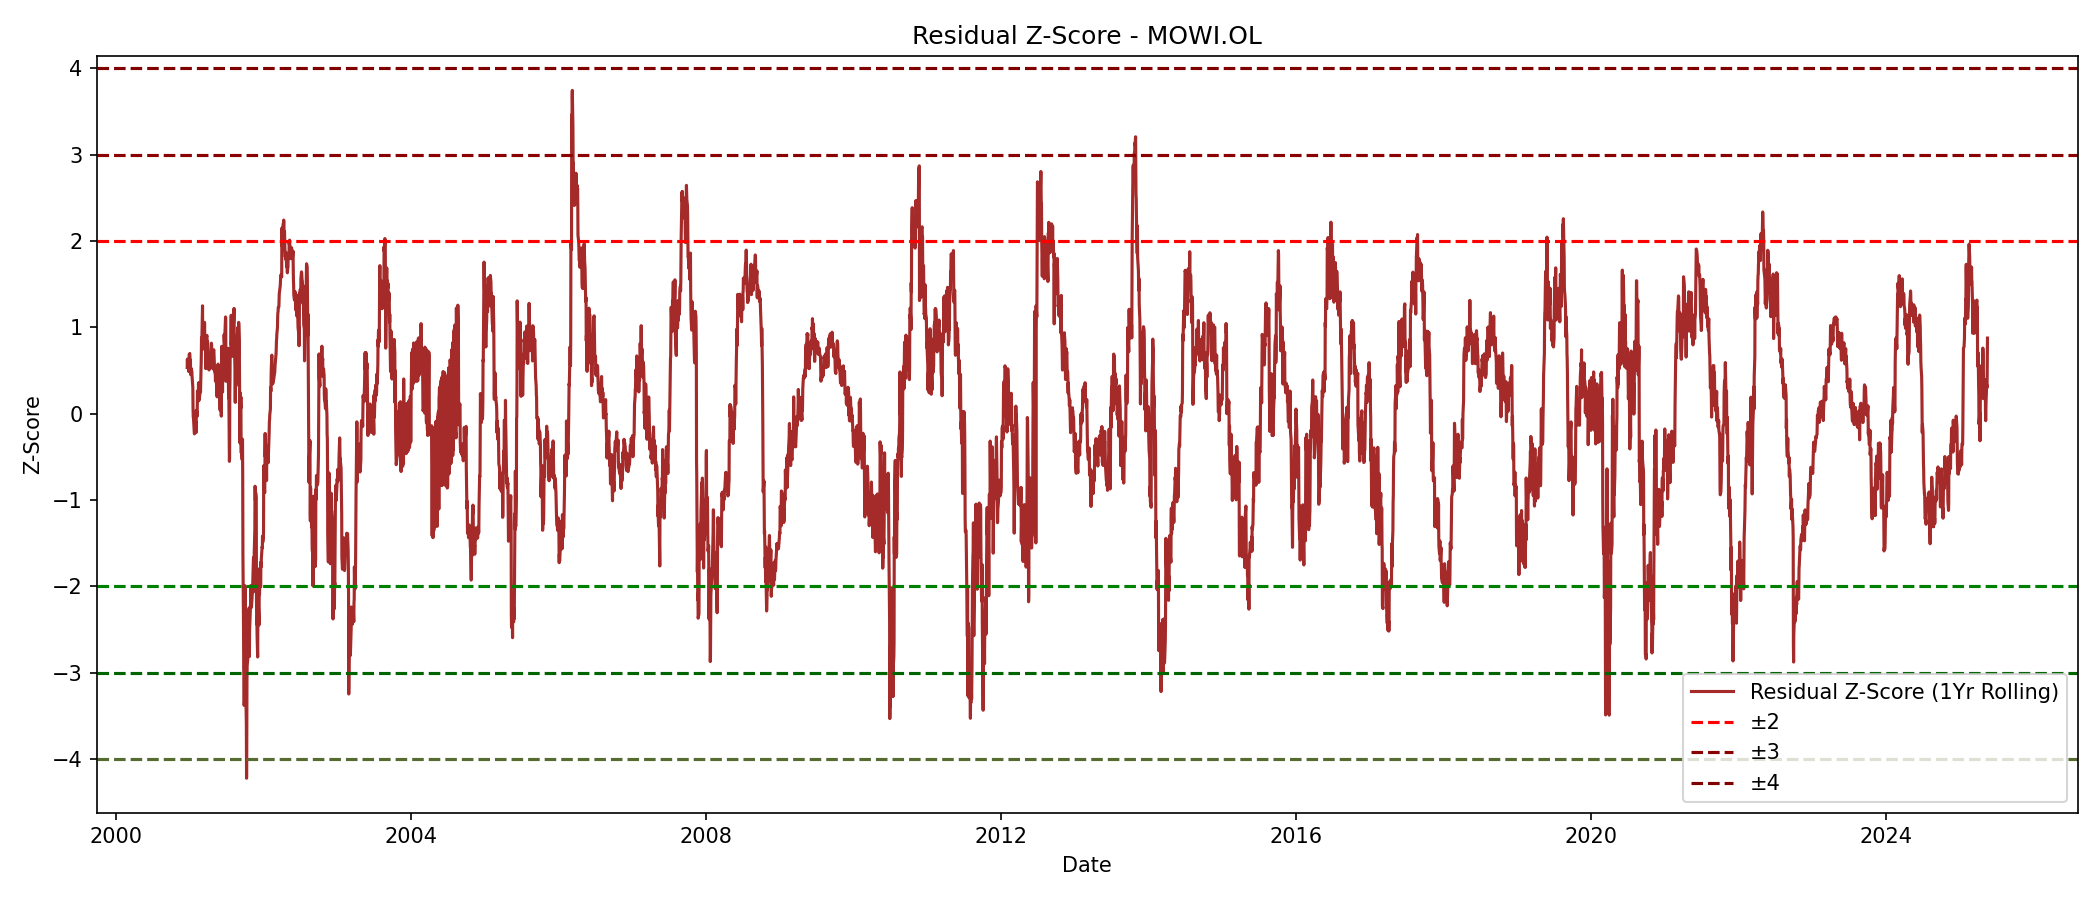 Residual Z-Score - MOWI.OL
Z-Score
4
3
2
1
0
−1
−2
−3
−4
2000 2004 2008 2012 2016 2020 2024
Date
Residual Z-Score (1Yr Rolling)
±2
±3
±4